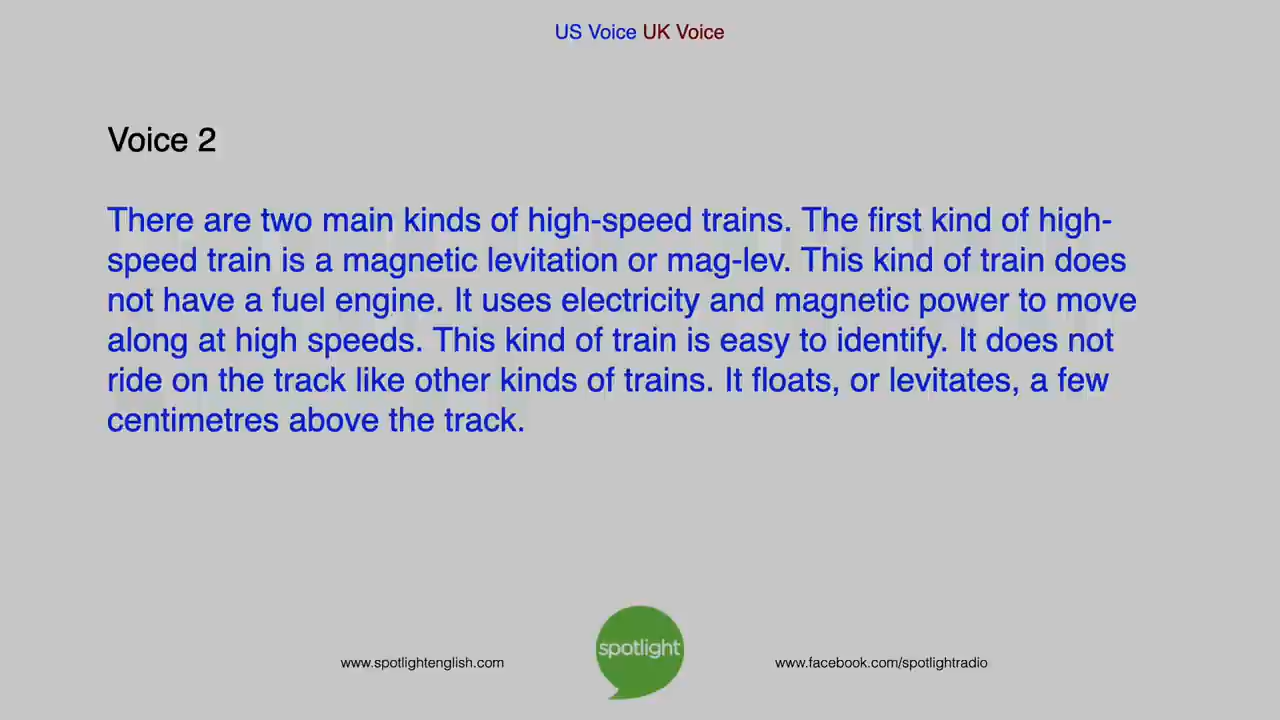 US Voice UK Voice
Voice 2
There are two main kinds of high-speed trains. The first kind of high-
speed train is a magnetic levitation or mag-lev. This kind of train does
not have a fuel engine. It uses electricity and magnetic power to move
along at high speeds. This kind of train is easy to identify. It does not
ride on the track like other kinds of trains. It floats, or levitates, a few
centimetres above the track.
spotlight
www.spotlightenglish.com
www.facebook.com/spotlightradio